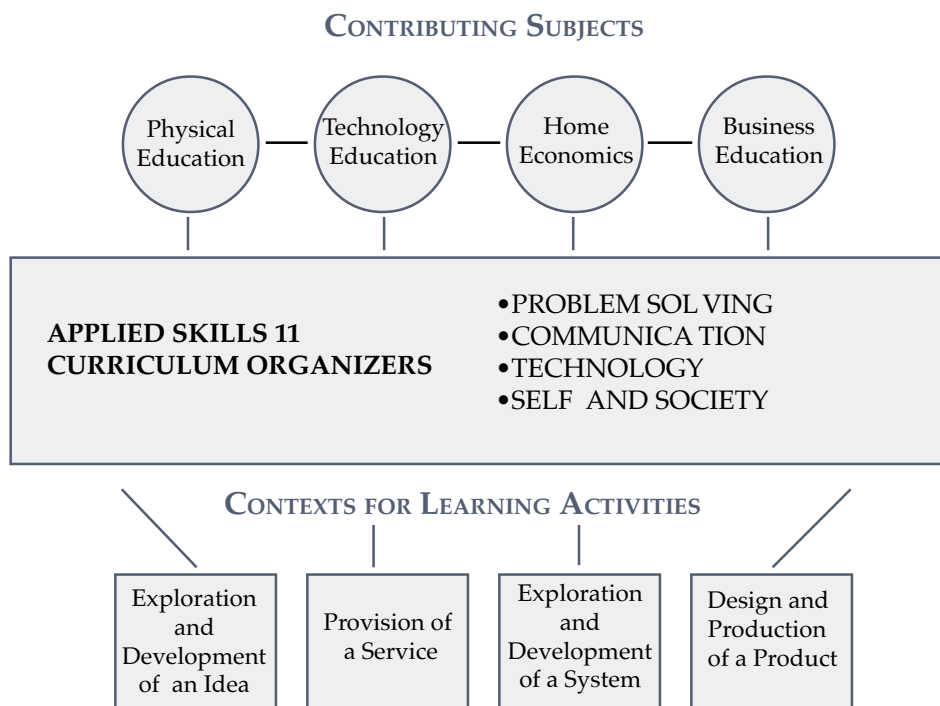 CONTRIBUTING SUBJECTS
Physical
Education
Technology
Education
Home
Economics
Business
Education
APPLIED SKILLS 11
CURRICULUM ORGANIZERS
•PROBLEM SOL VING
•COMMUNICA TION
•TECHNOLOGY
•SELF AND SOCIETY
CONTEXTS FOR LEARNING ACTIVITIES
Exploration
and
Development
of an Idea
Provision of
a Service
Exploration
and
Development
of a System
Design and
Production
of a Product